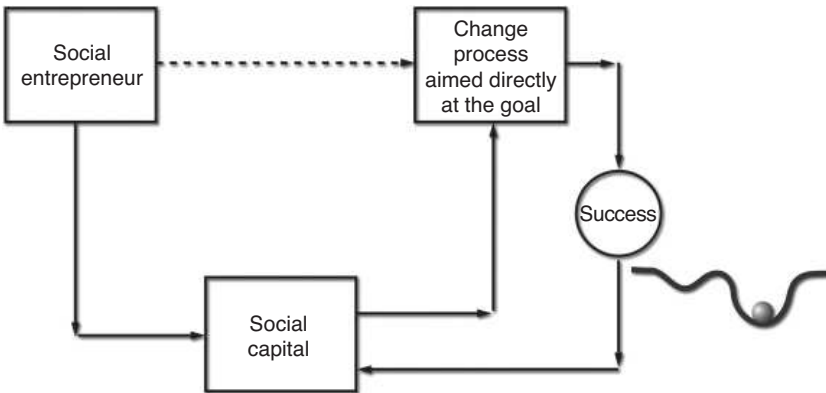 Social
entrepreneur
Change
process
aimed directly
at the goal
Success
Social
capital